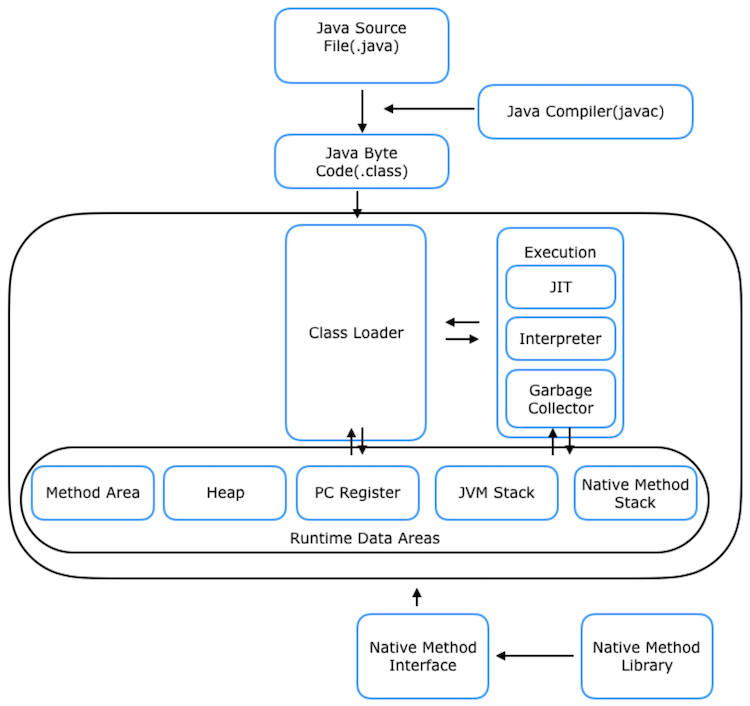 Java Source
File(.java)
Java Compiler(javac)
Java Byte
Code(.class)
Class Loader
Execution
JIT
Interpreter
Garbage
Collector
Method Area
Heap
PC Register
JVM Stack
Native Method
Stack
Runtime Data Areas
Native Method
Interface
Native Method
Library